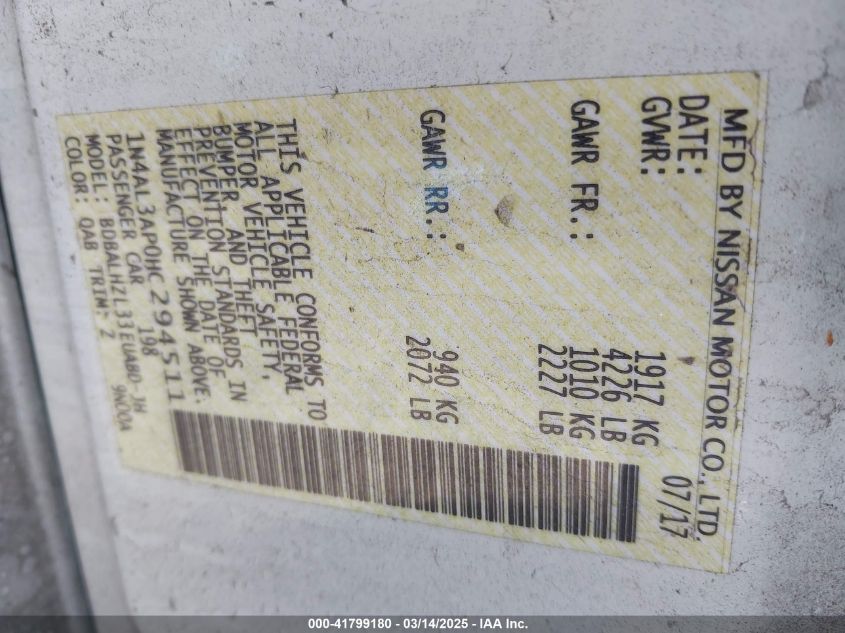 MFD BY NISSAN MOTOR CO., LTD.
DATE: 07/17
GVWR: 1917 KG
4226 LB
GAWR FR.: 1010 KG
2227 LB
GAWR RR.: 940 KG
2072 LB
THIS VEHICLE CONFORMS TO
ALL APPLICABLE FEDERAL
MOTOR VEHICLE SAFETY,
BUMPER AND THEFT
PREVENTION STANDARDS IN
EFFECT ON THE DATE OF
MANUFACTURE SHOWN ABOVE.
1N4AL3AP0HC294511
PASSENGER CAR 198
MODEL: BDBALHZL33EUABD-JH
COLOR: QAB TRIM: Z 9N00A
000-41799180 / 03/14/2025 - IAA Inc.